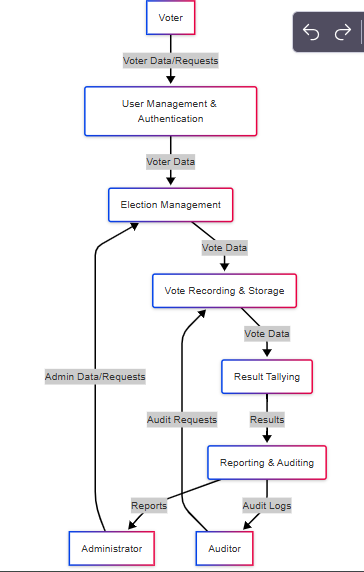 Voter
Voter Data/Requests
User Management &
Authentication
Voter Data
Election Management
Vote Data
Vote Recording & Storage
Vote Data
Admin Data/Requests
Result Tallying
Audit Requests
Results
Reporting & Auditing
Reports
Audit Logs
Administrator
Auditor